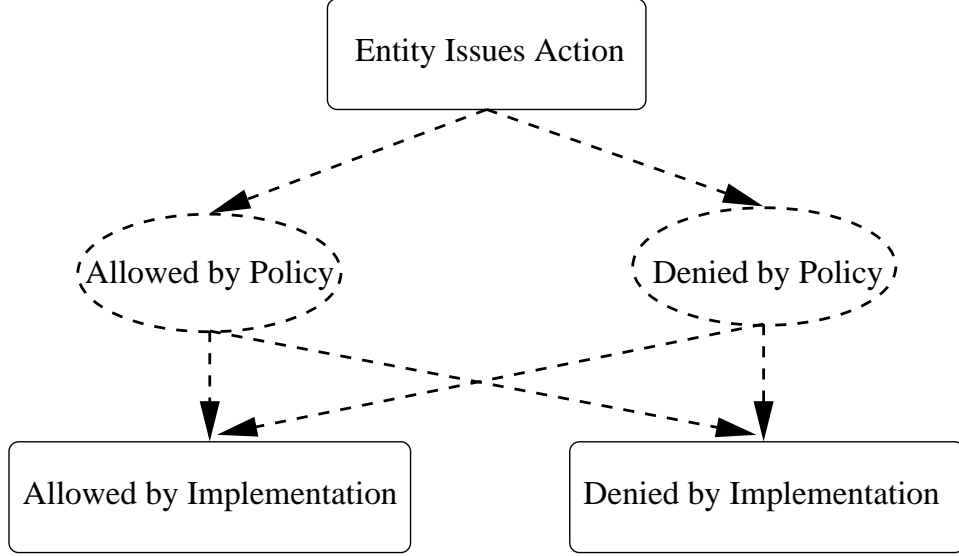 Entity Issues Action
Allowed by Policy
Denied by Policy
Allowed by Implementation
Denied by Implementation